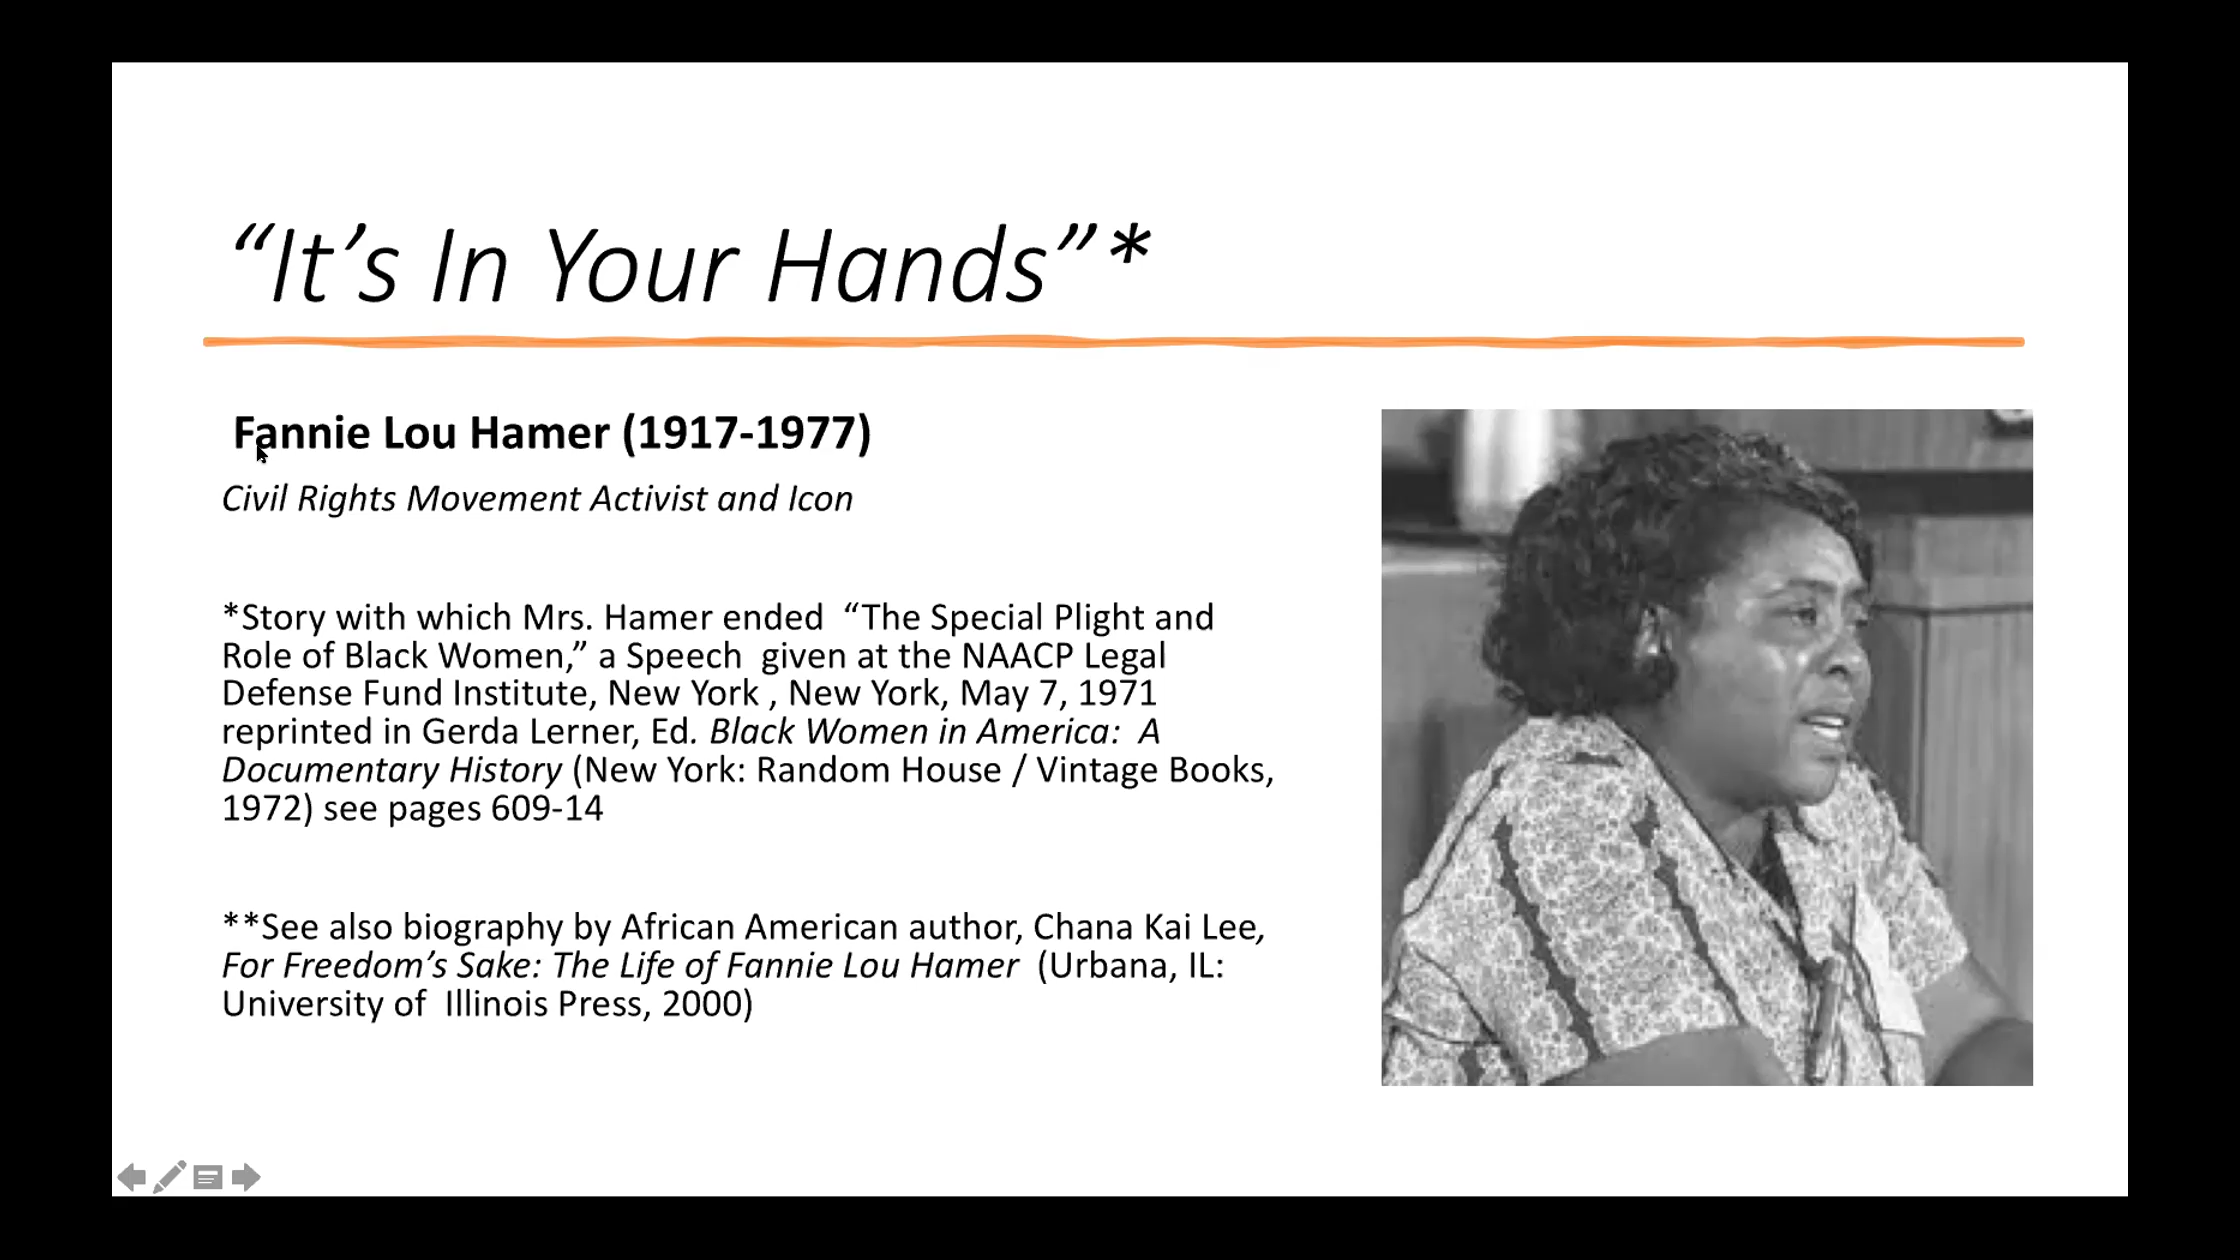 “It’s In Your Hands”*
Fannie Lou Hamer (1917-1977)
Civil Rights Movement Activist and Icon
*Story with which Mrs. Hamer ended “The Special Plight and
Role of Black Women,” a Speech given at the NAACP Legal
Defense Fund Institute, New York , New York, May 7, 1971
reprinted in Gerda Lerner, Ed. Black Women in America: A
Documentary History (New York: Random House / Vintage Books,
1972) see pages 609-14
**See also biography by African American author, Chana Kai Lee,
For Freedom’s Sake: The Life of Fannie Lou Hamer (Urbana, IL:
University of Illinois Press, 2000)